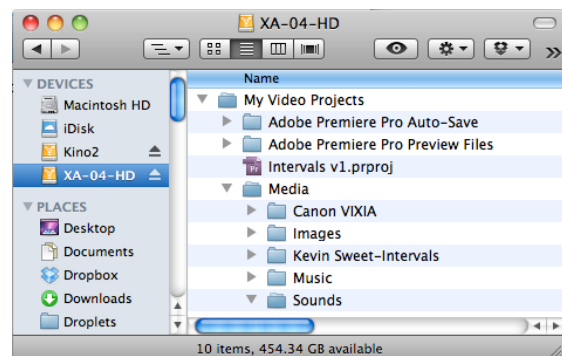 XA-04-HD
Name
DEVICES
Macintosh HD
iDisk
Kino2
XA-04-HD
PLACES
Desktop
Documents
Dropbox
Downloads
Droplets
My Video Projects
Adobe Premiere Pro Auto-Save
Adobe Premiere Pro Preview Files
Pr Intervals v1.prproj
Media
Canon VIXIA
Images
Kevin Sweet-Intervals
Music
Sounds
10 items, 454.34 GB available